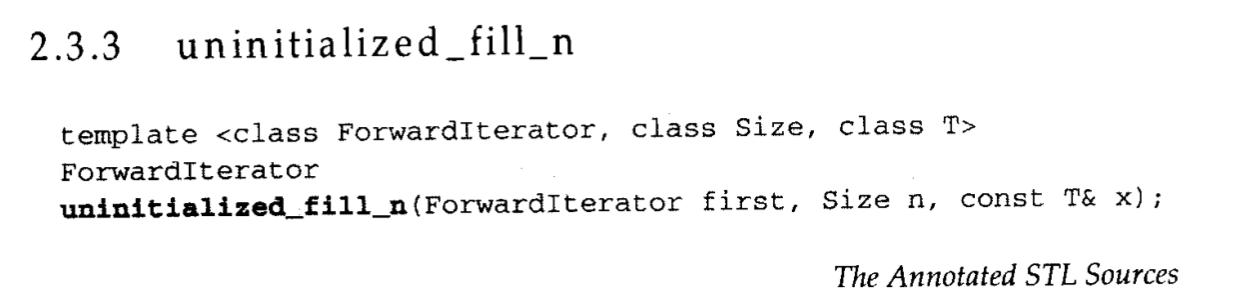 2.3.3 uninitialized_fill_n
template <class ForwardIterator, class Size, class T>
ForwardIterator
uninitialized_fill_n(ForwardIterator first, Size n, const T& x);
The Annotated STL Sources